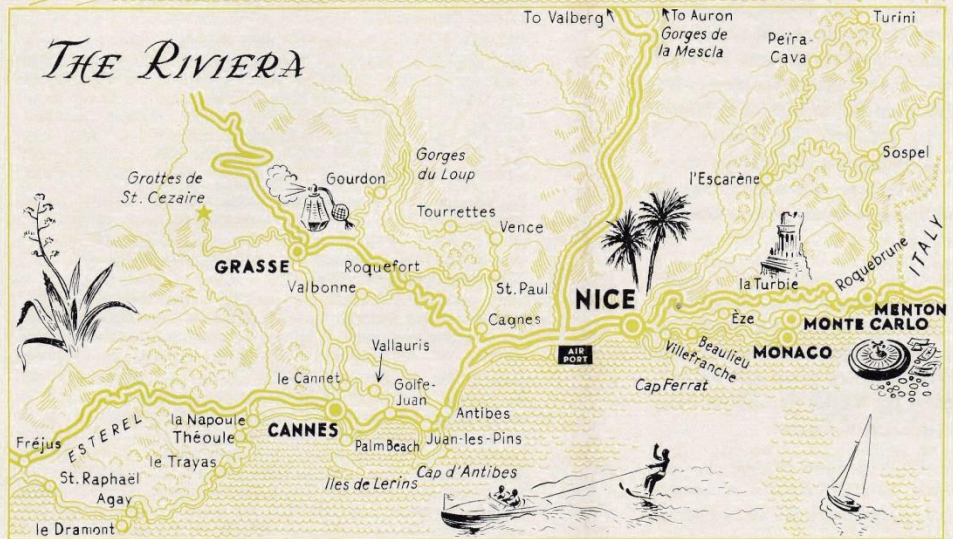 THE RIVIERA
To Valberg
To Auron
Gorges de
la Mescla
Peïra-
Cava
Turini
Sospel
l'Escarène
Grottes de
St. Cezaire
Gourdon
Gorges
du Loup
Tourrettes
Vence
GRASSE
Roquefort
Valbonne
St. Paul
Cagnes
NICE
AIR
PORT
la Turbie
Roquebrune
ITALY
MENTON
Èze
MONTE CARLO
Beaulieu
MONACO
Villefranche
Cap Ferrat
Vallauris
le Cannet
Golfe-
Juan
Antibes
la Napoule
CANNES
Théoule
Palm Beach
Juan-les-Pins
ESTEREL
Fréjus
le Trayas
Cap d'Antibes
St. Raphaël
Iles de Lerins
Agay
le Dramont